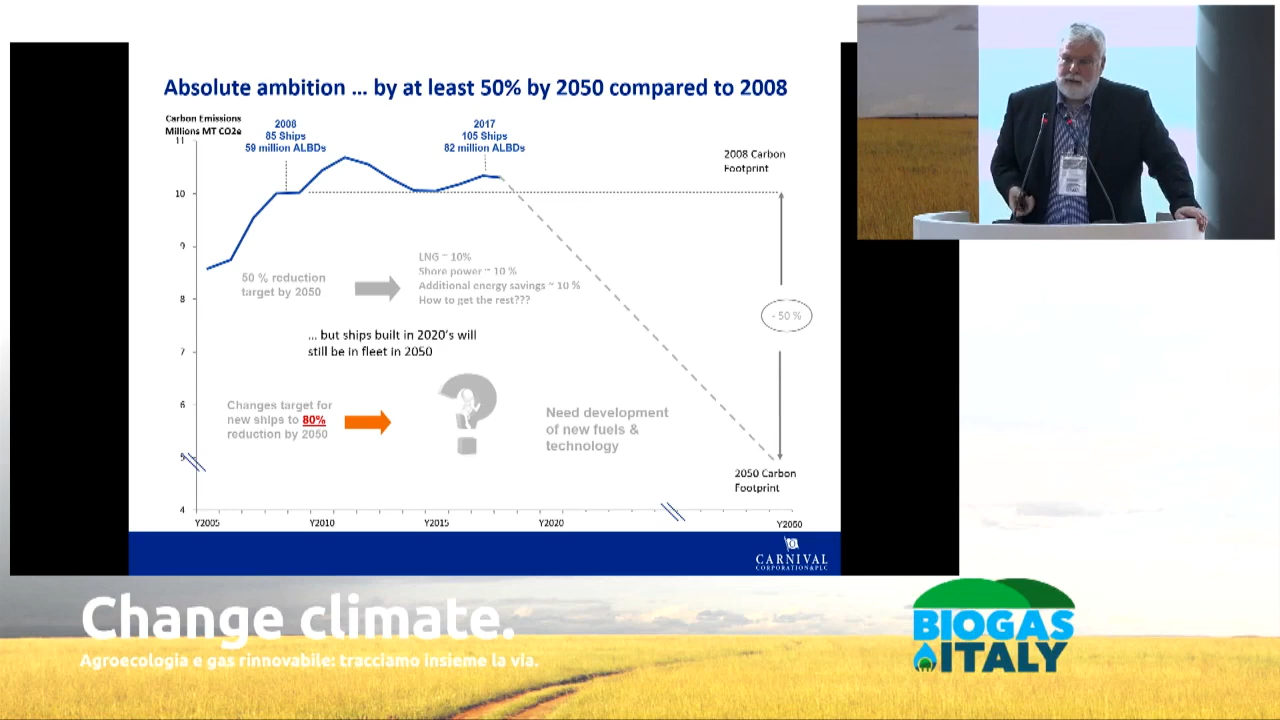 Absolute ambition ... by at least 50% by 2050 compared to 2008
Carbon Emissions
Millions MT CO2e
2008
85 Ships
59 million ALBDs
2017
105 Ships
82 million ALBDs
2008 Carbon
Footprint
11
10
9
8
7
6
5
4
50 % reduction
target by 2050
LNG ~ 10%
Shore power ~ 10 %
Additional energy savings ~ 10 %
How to get the rest???
- 50 %
... but ships built in 2020's will
still be in fleet in 2050
Changes target for
new ships to 80%
reduction by 2050
Need development
of new fuels &
technology
2050 Carbon
Footprint
Y2005 Y2010 Y2015 Y2020 Y2050
CARNIVAL
CORPORATION&PLC
Change climate.
Agroecologia e gas rinnovabile: tracciamo insieme la via.
BIOGAS
ITALY